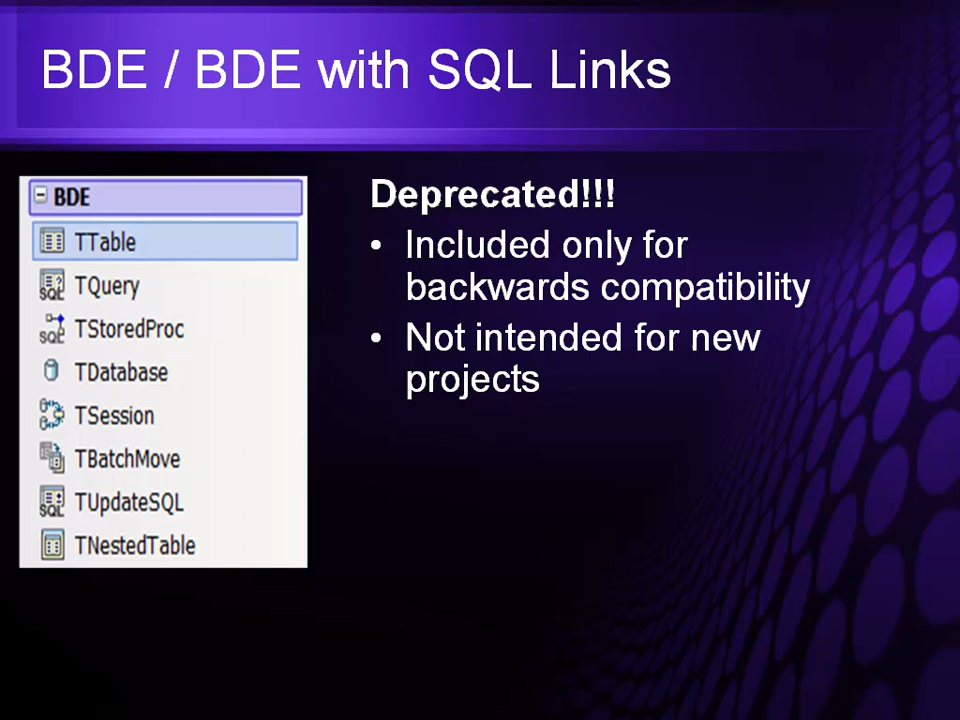 BDE / BDE with SQL Links
BDE
TTable
TQuery
TStoredProc
TDatabase
TSession
TBatchMove
TUpdateSQL
TNestedTable
Deprecated!!!
• Included only for
backwards compatibility
• Not intended for new
projects